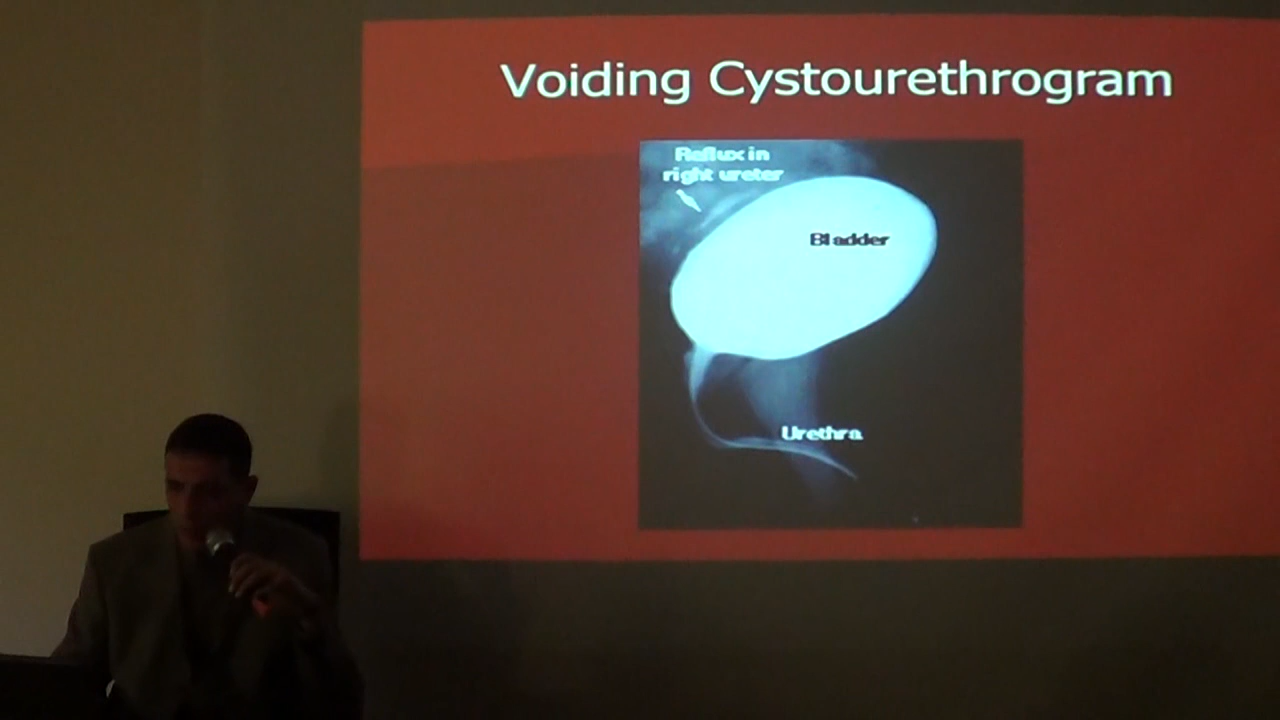 Voiding Cystourethrogram
Reflux in
right ureter
Bladder
Urethra